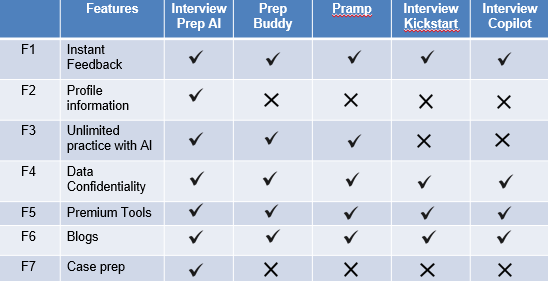 Features Interview Prep AI Prep Buddy Pramp Interview Kickstart Interview Copilot
F1 Instant Feedback ✓ ✓ ✓ ✓ ✓
F2 Profile information ✓ ✕ ✕ ✕ ✕
F3 Unlimited practice with AI ✓ ✓ ✓ ✕ ✕
F4 Data Confidentiality ✓ ✓ ✓ ✓ ✓
F5 Premium Tools ✓ ✓ ✓ ✓ ✓
F6 Blogs ✓ ✓ ✓ ✓ ✓
F7 Case prep ✓ ✕ ✕ ✕ ✕